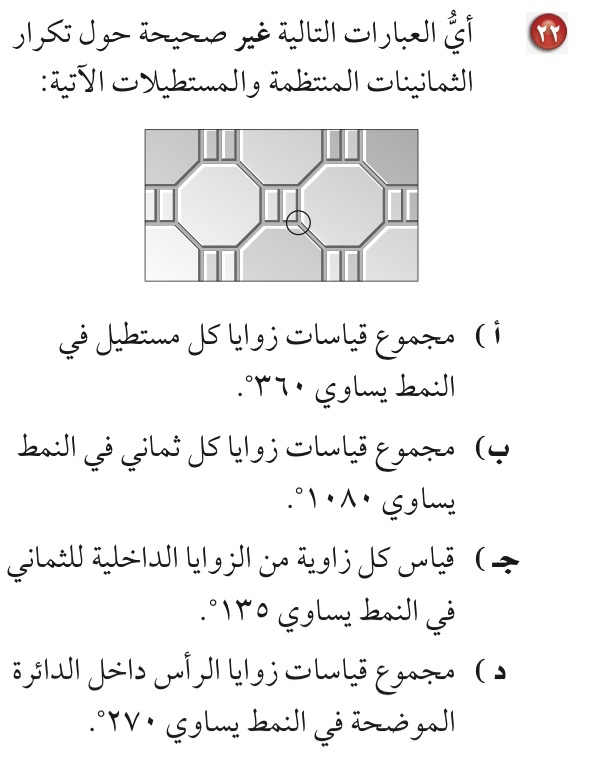 ٢٢ أيُّ العبارات التالية غير صحيحة حول تكرار
الثمانينات المنتظمة والمستطيلات الآتية:
أ ) مجموع قياسات زوايا كل مستطيل في
النمط يساوي ٣٦٠°.
ب) مجموع قياسات زوايا كل ثماني في النمط
يساوي ١٠٨٠°.
جـ ) قياس كل زاوية من الزوايا الداخلية للثماني
في النمط يساوي ١٣٥°.
د ) مجموع قياسات زوايا الرأس داخل الدائرة
الموضحة في النمط يساوي ٢٧٠°.